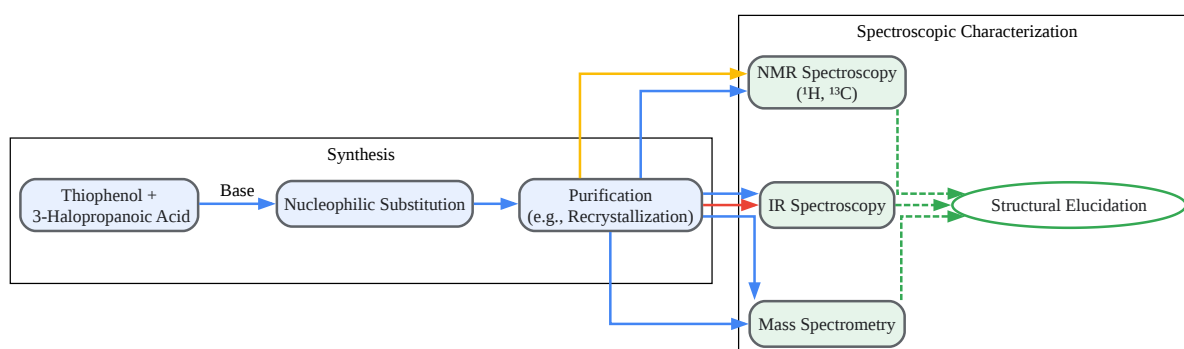 Spectroscopic Characterization
NMR Spectroscopy
(¹H, ¹³C)
Synthesis
Thiophenol +
3-Halopropanoic Acid
Base
Nucleophilic Substitution
Purification
(e.g., Recrystallization)
IR Spectroscopy
Structural Elucidation
Mass Spectrometry